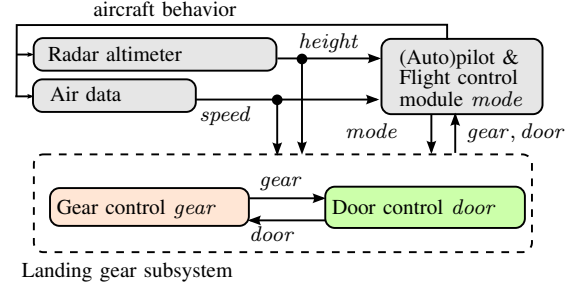 aircraft behavior
Radar altimeter
height
(Auto)pilot &
Flight control
module mode
Air data
speed
mode
gear, door
gear
Gear control gear
Door control door
door
Landing gear subsystem